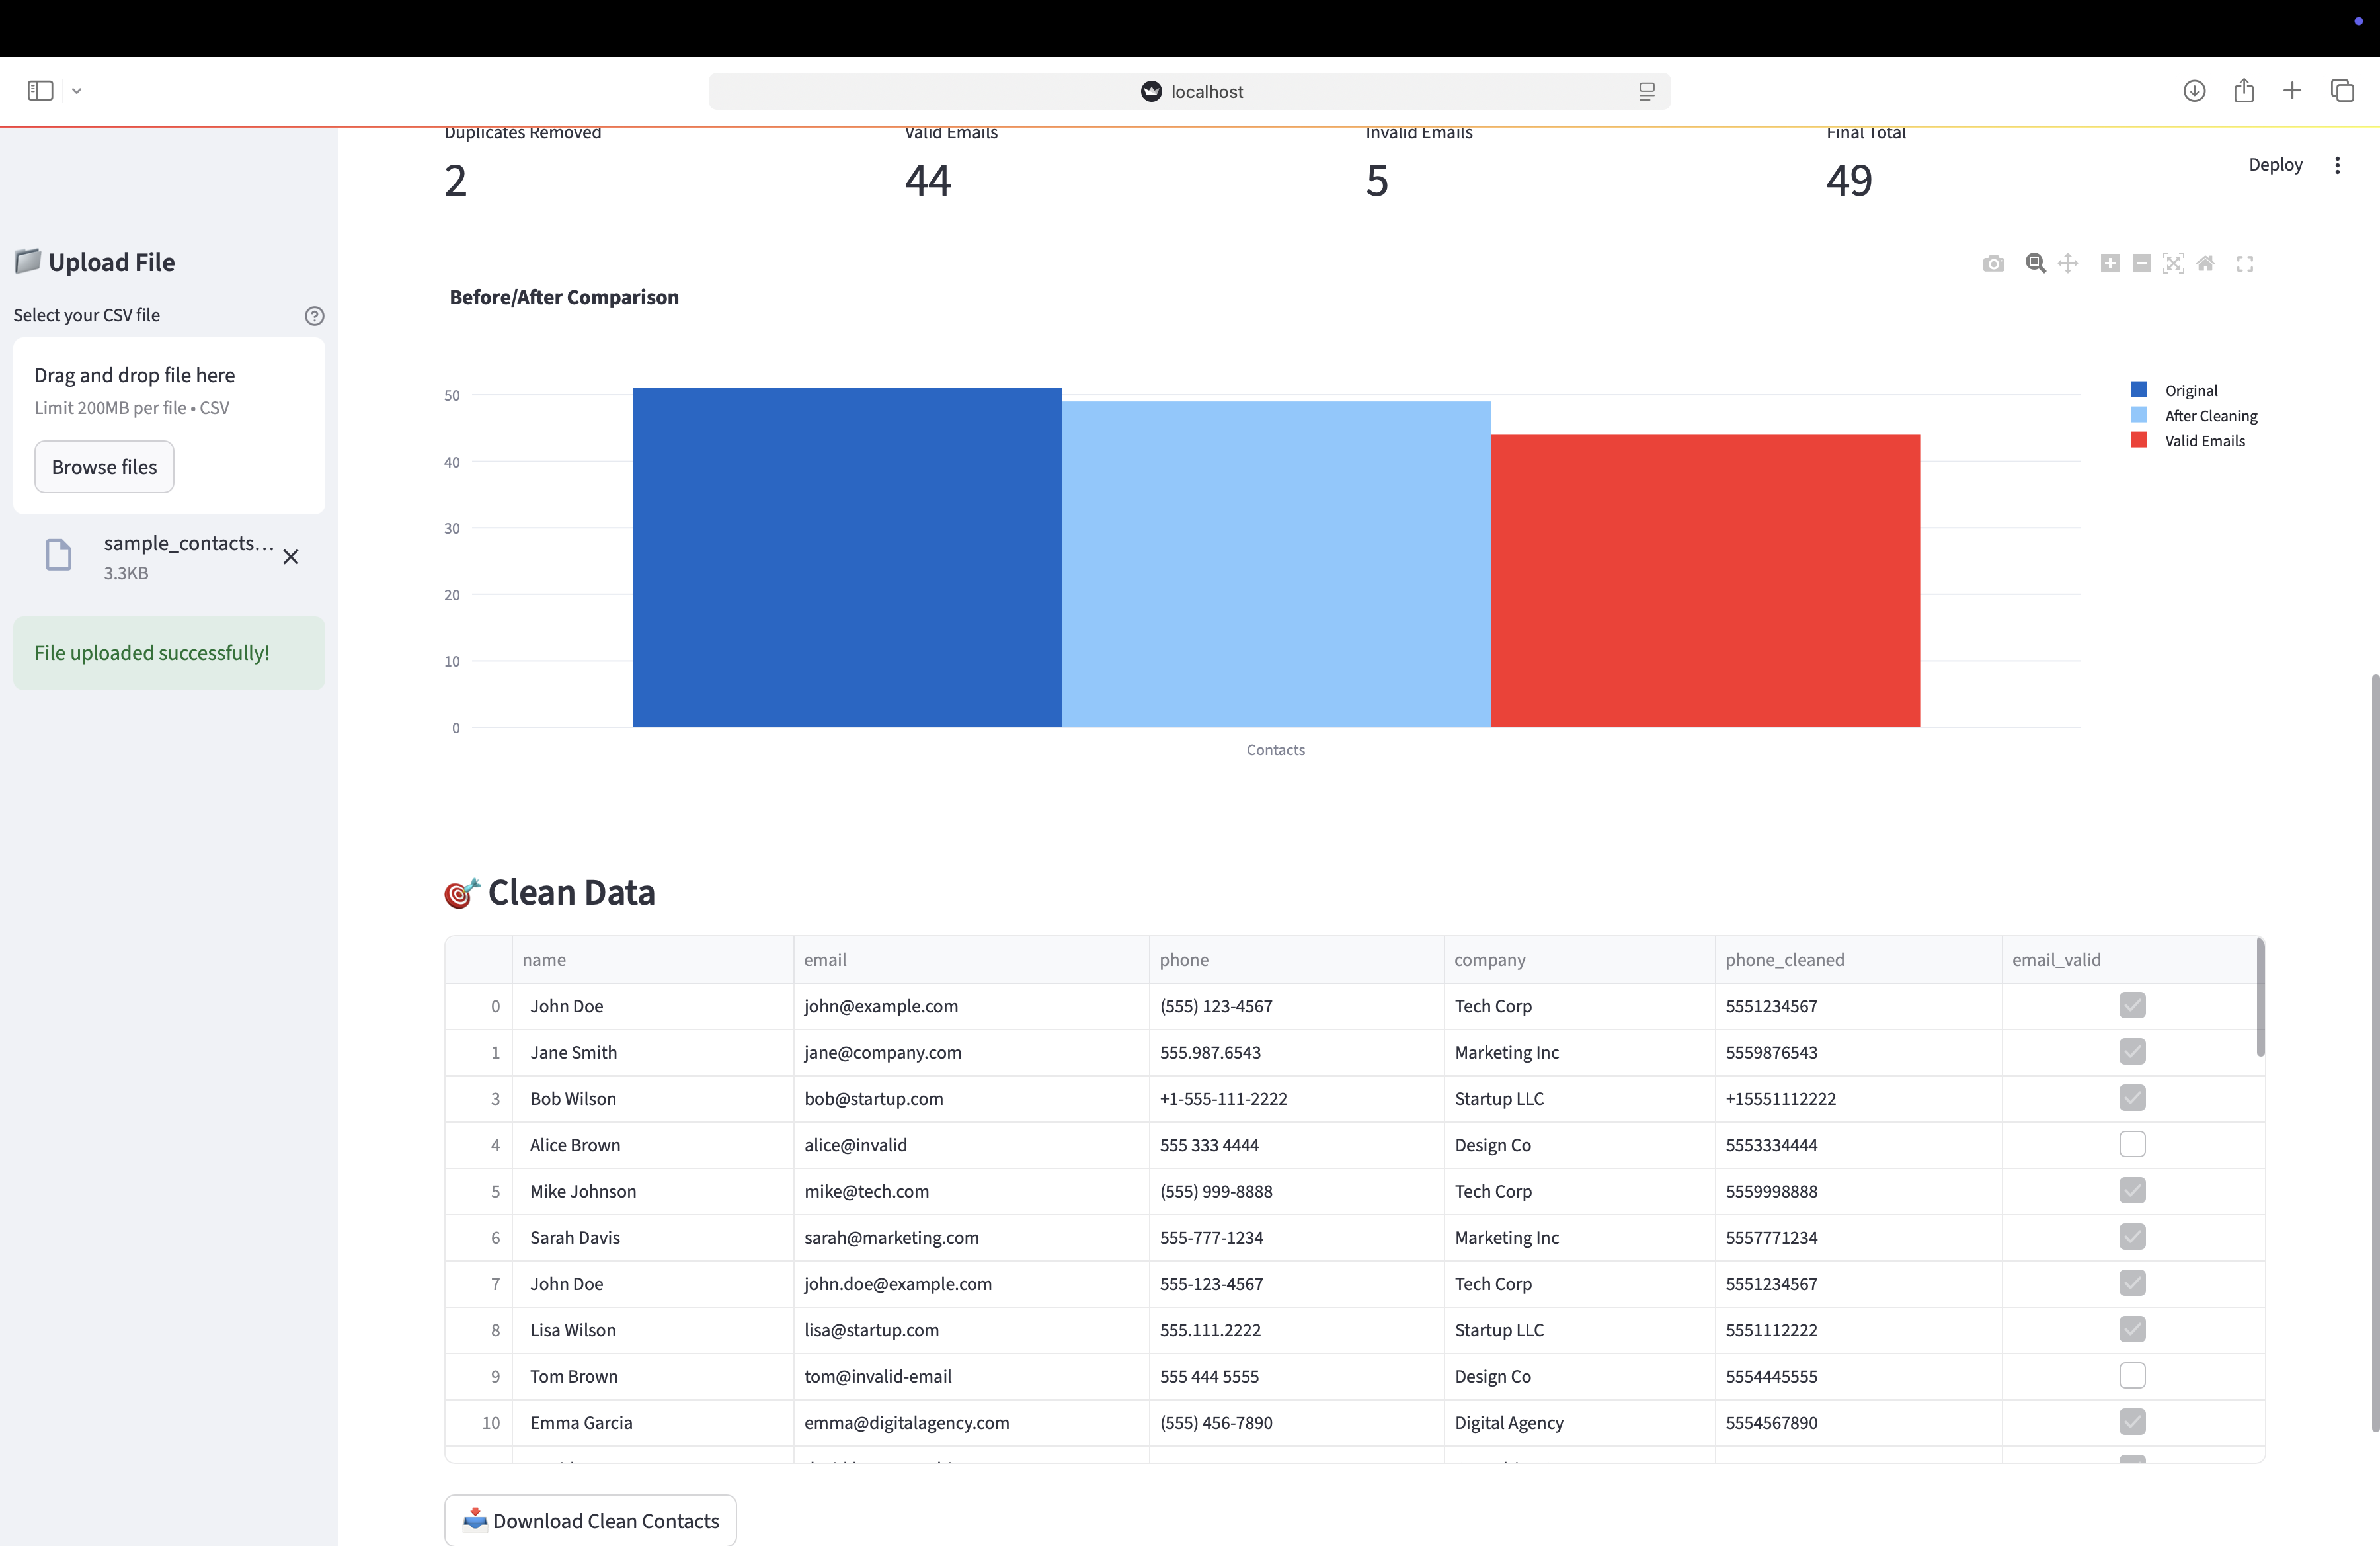 localhost
Duplicates Removed Valid Emails Invalid Emails Final Total
2 44 5 49
Deploy
Upload File
Select your CSV file
Drag and drop file here
Limit 200MB per file • CSV
Browse files
sample_contacts...
3.3KB
File uploaded successfully!
Before/After Comparison
50
40
30
20
10
0
Contacts
Original
After Cleaning
Valid Emails
Clean Data
name email phone company phone_cleaned email_valid
0 John Doe john@example.com (555) 123-4567 Tech Corp 5551234567
1 Jane Smith jane@company.com 555.987.6543 Marketing Inc 5559876543
3 Bob Wilson bob@startup.com +1-555-111-2222 Startup LLC +15551112222
4 Alice Brown alice@invalid 555 333 4444 Design Co 5553334444
5 Mike Johnson mike@tech.com (555) 999-8888 Tech Corp 5559998888
6 Sarah Davis sarah@marketing.com 555-777-1234 Marketing Inc 5557771234
7 John Doe john.doe@example.com 555-123-4567 Tech Corp 5551234567
8 Lisa Wilson lisa@startup.com 555.111.2222 Startup LLC 5551112222
9 Tom Brown tom@invalid-email 555 444 5555 Design Co 5554445555
10 Emma Garcia emma@digitalagency.com (555) 456-7890 Digital Agency 5554567890
Download Clean Contacts